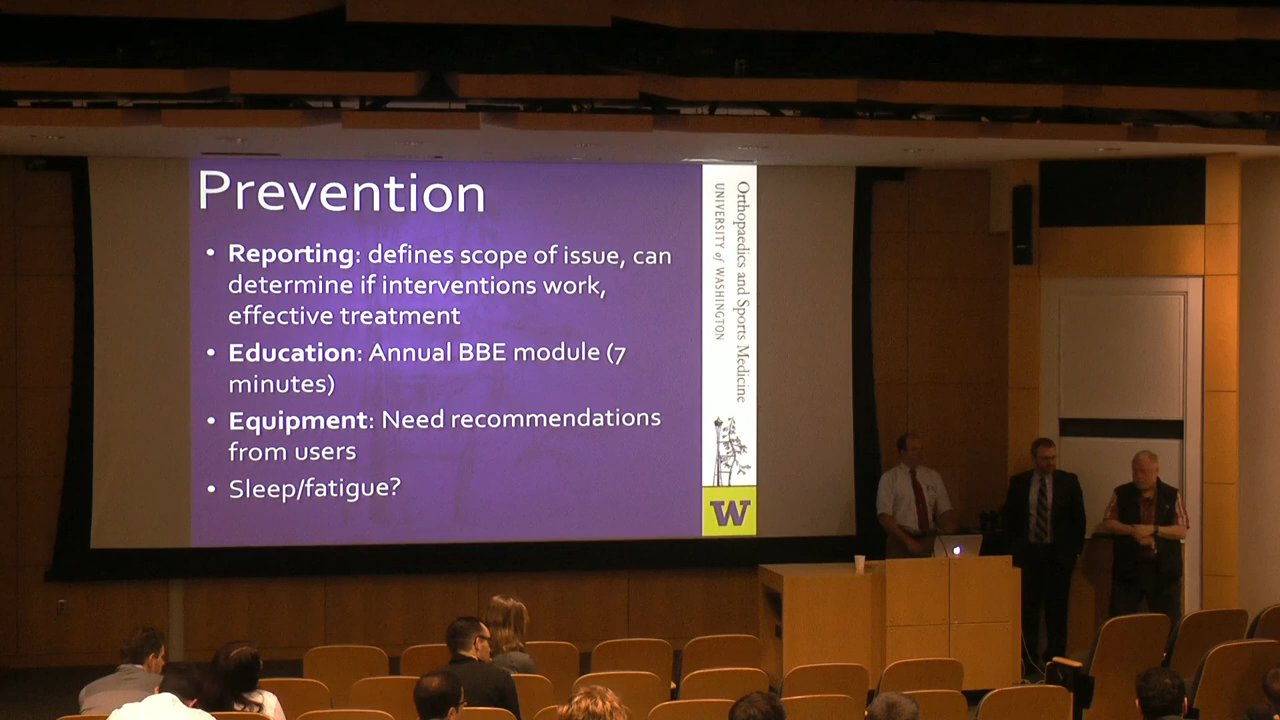 Prevention
• Reporting: defines scope of issue, can
determine if interventions work,
effective treatment
• Education: Annual BBE module (7
minutes)
• Equipment: Need recommendations
from users
• Sleep/fatigue?
Orthopaedics and Sports Medicine
UNIVERSITY of WASHINGTON
W